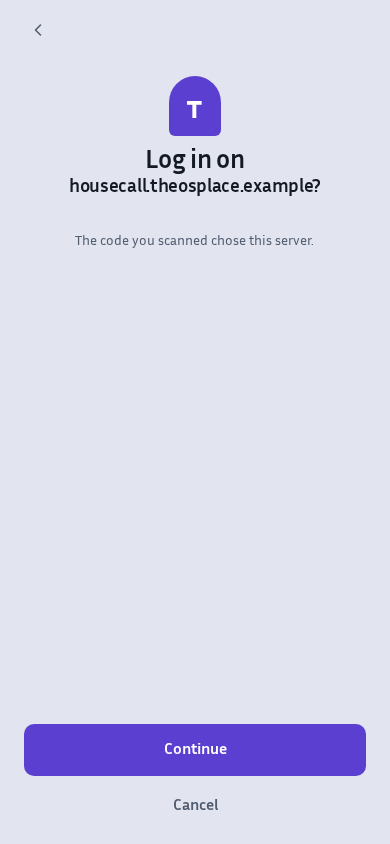 T
Log in on
housecall.theosplace.example?
The code you scanned chose this server.
Continue
Cancel